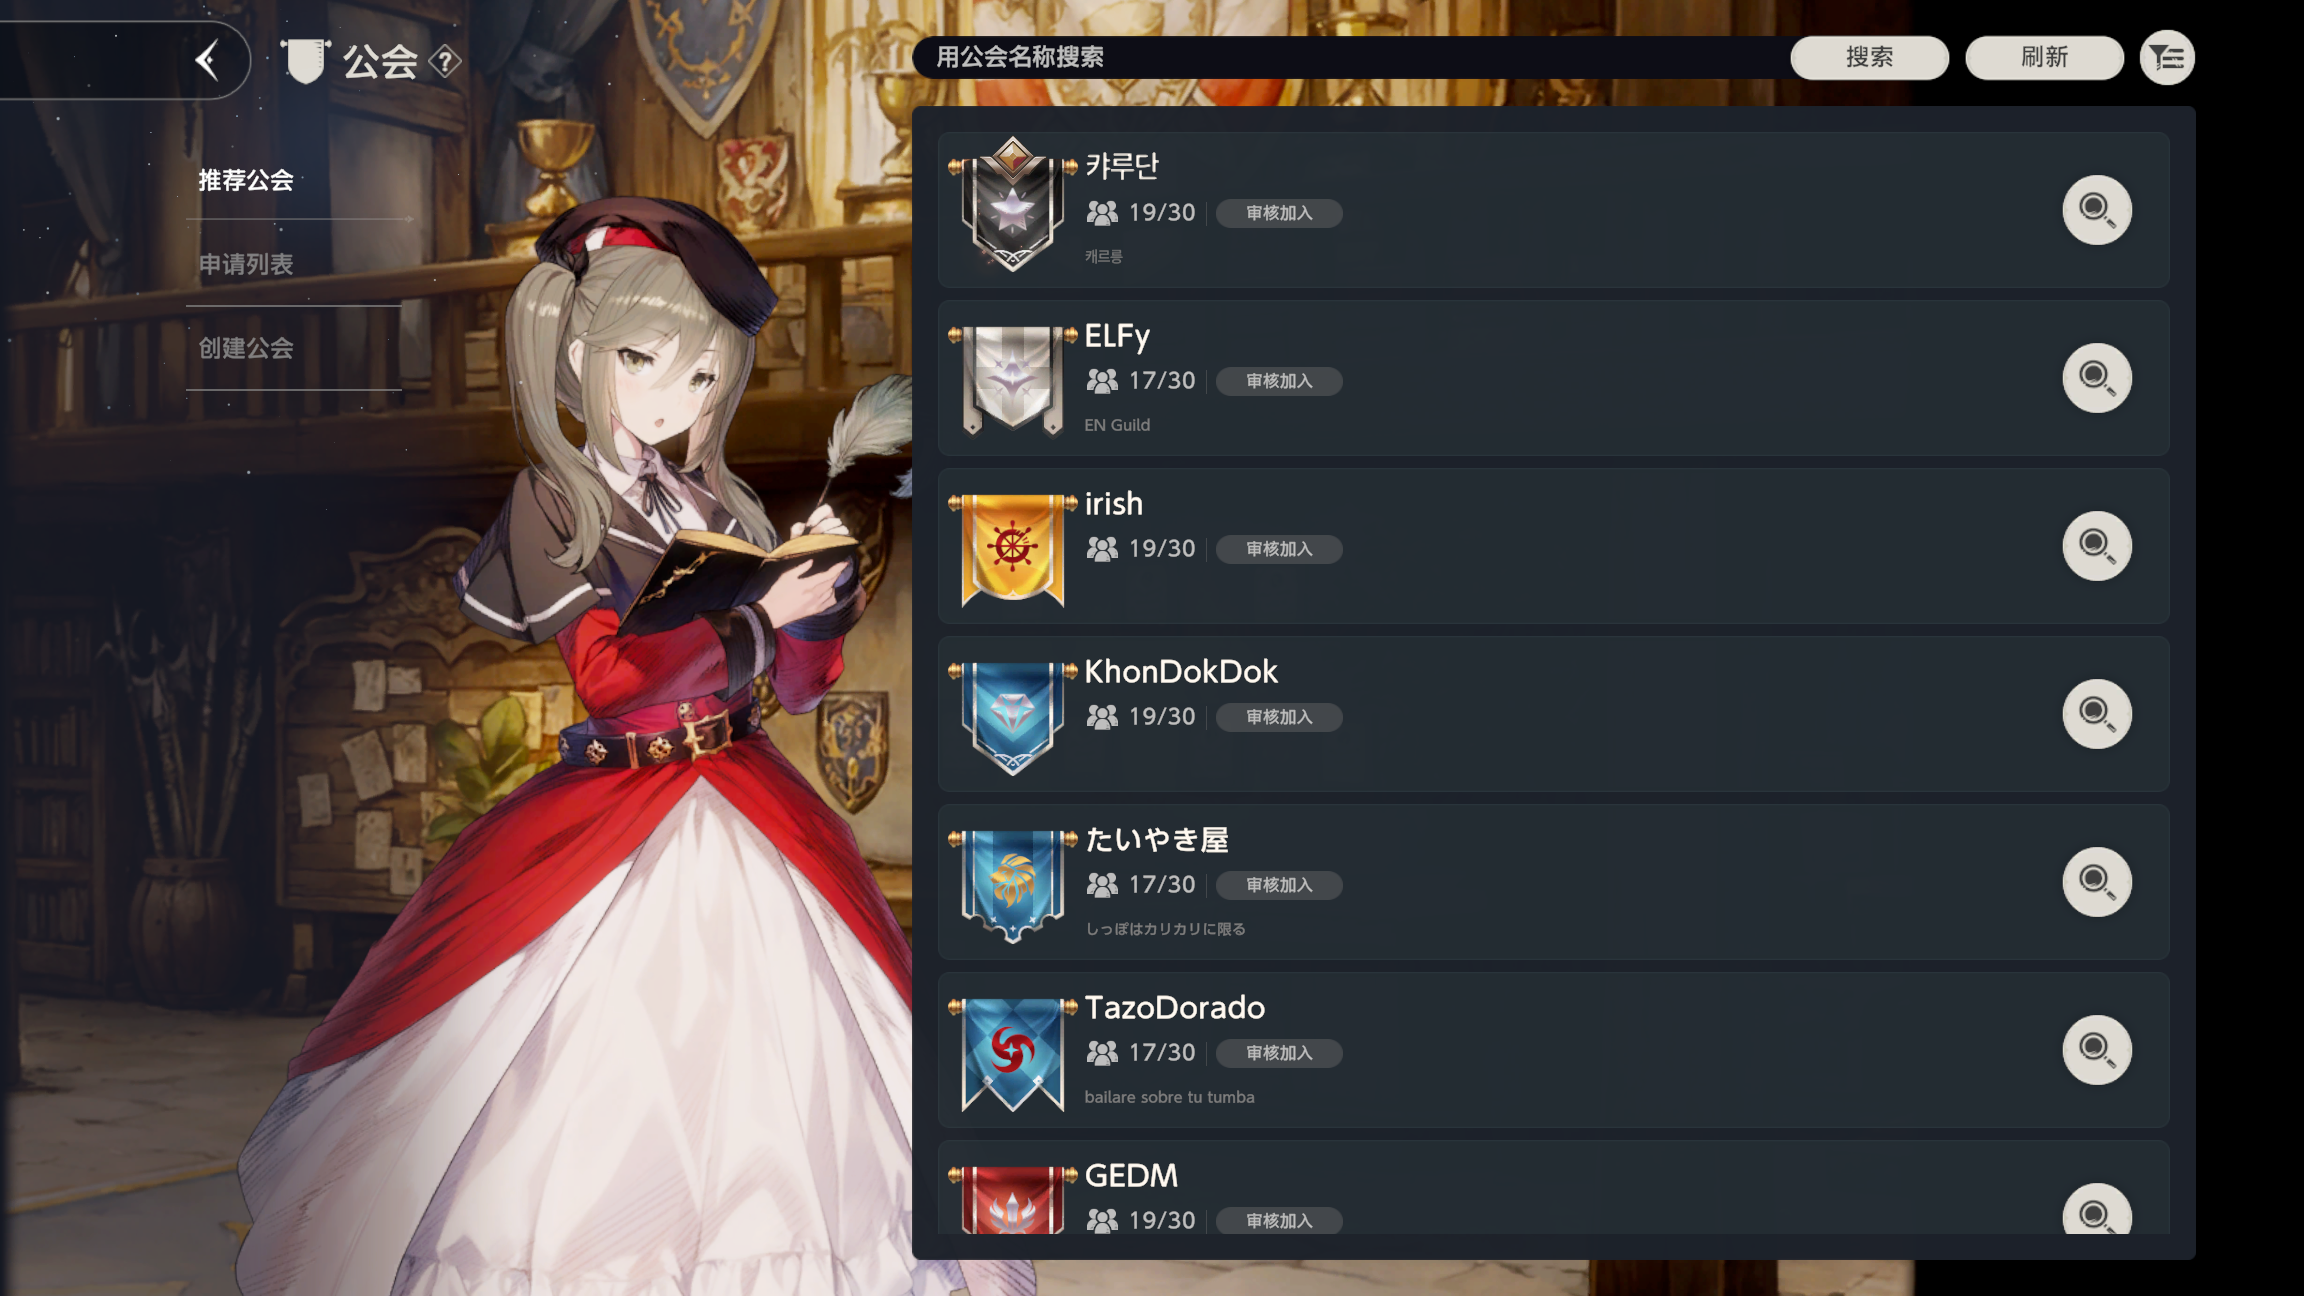 公会
用公会名称搜索
搜索
刷新
推荐公会
申请列表
创建公会
캬루단
19/30
审核加入
캐르릉
ELFy
17/30
审核加入
EN Guild
irish
19/30
审核加入
KhonDokDok
19/30
审核加入
たいやき屋
17/30
审核加入
しっぽはカリカリに限る
TazoDorado
17/30
审核加入
bailare sobre tu tumba
GEDM
19/30
审核加入